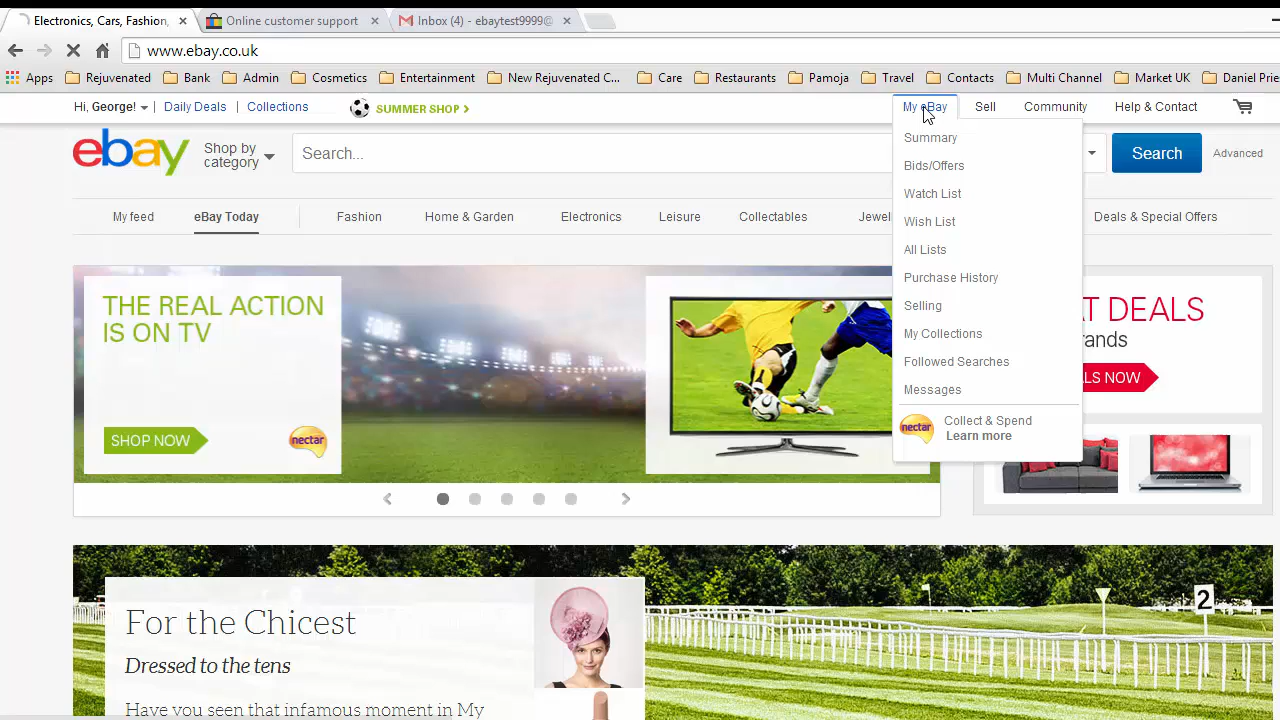 Electronics, Cars, Fashion,
Online customer support
Inbox (4) - ebaytest9999@
www.ebay.co.uk
Apps Rejuvenated Bank Admin Cosmetics Entertainment New Rejuvenated C... Care Restaurants Pamoja Travel Contacts Multi Channel Market UK Daniel Price
Hi, George! Daily Deals Collections SUMMER SHOP > My eBay Sell Community Help & Contact
ebay Shop by category Search... Search Advanced
My feed eBay Today Fashion Home & Garden Electronics Leisure Collectables Deals & Special Offers
Summary
Bids/Offers
Watch List
Wish List
All Lists
Purchase History
Selling
My Collections
Followed Searches
Messages
nectar Collect & Spend
Learn more
THE REAL ACTION
IS ON TV
SHOP NOW
nectar
DEALS
2
For the Chicest
Dressed to the tens
Have you seen that infamous moment in My